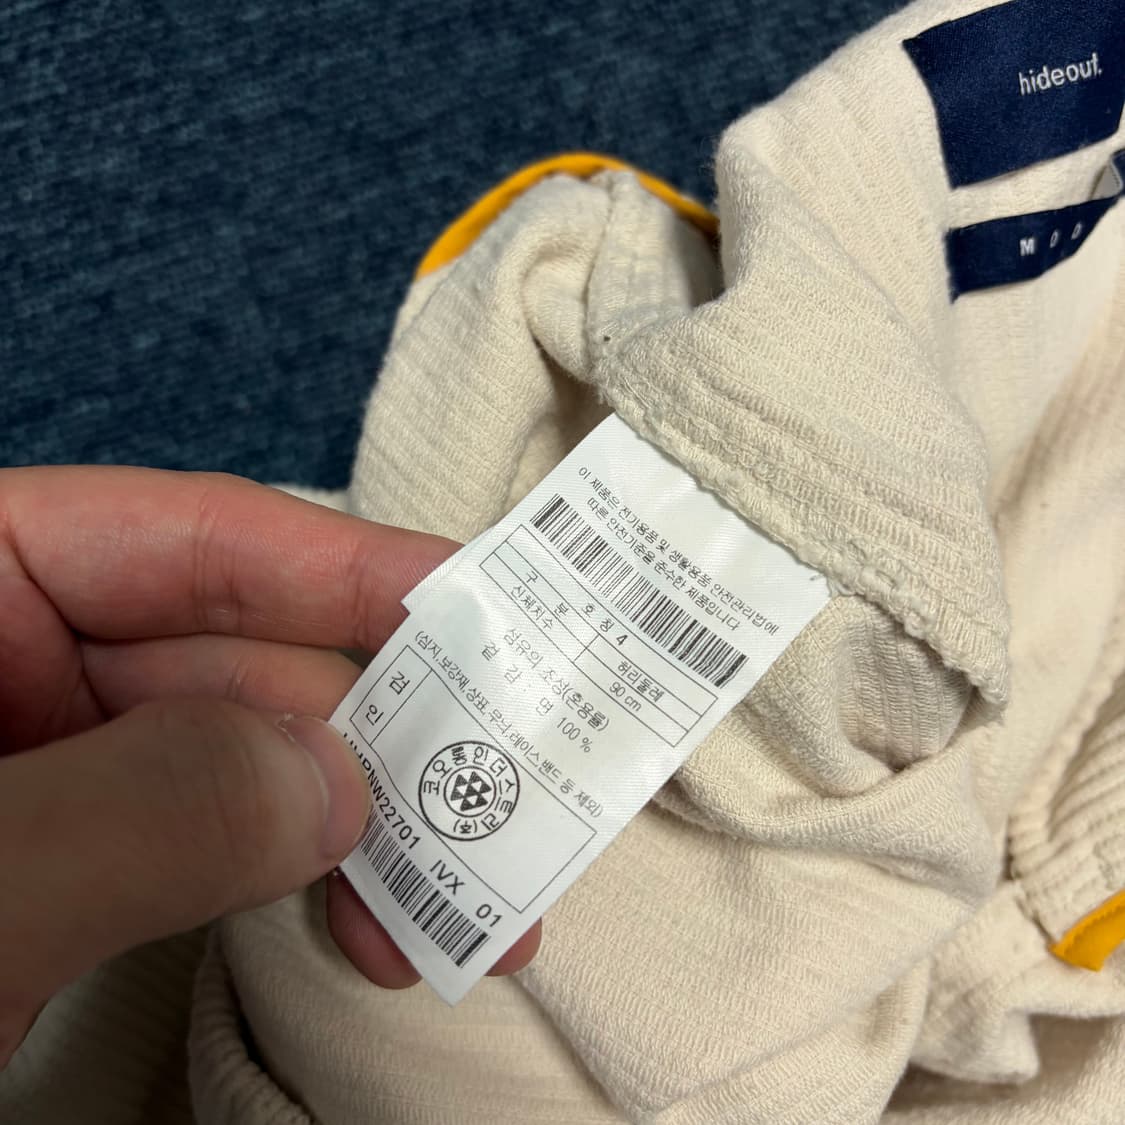 hideout.
M O O
이 제품은 전기용품 및 생활용품 안전관리법에
따른 안전기준을 준수한 제품입니다
구 분 호 칭 4
신체치수 허리둘레 90 cm
섬유의 조성(혼용률)
겉 감 : 면 100 %
(심지,보강재,상표,무늬,레이스,밴드 등 제외)
검 인
코오롱인더스트리(주)
22701 IVX 01